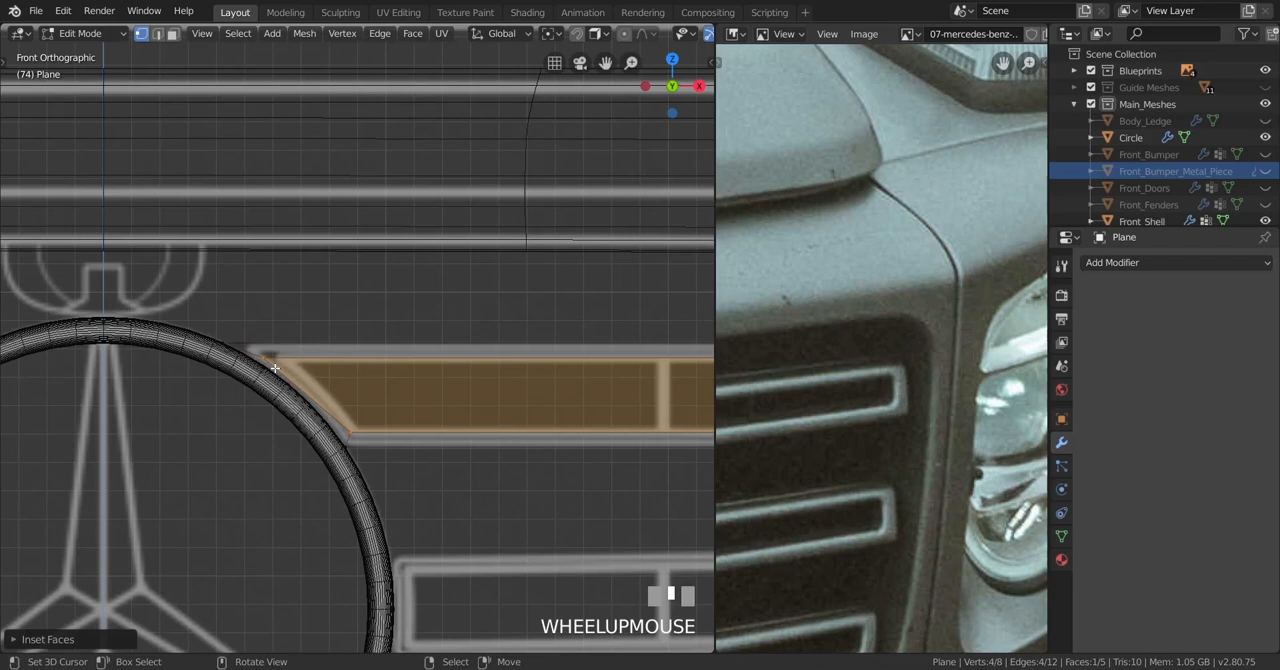 File Edit Render Window Help Layout Modeling Sculpting UV Editing Texture Paint Shading Animation Rendering Compositing Scripting + Scene View Layer
Edit Mode View Select Add Mesh Vertex Edge Face UV Global View View Image 07-mercedes-benz-..
Front Orthographic
(74) Plane
Z
X
Y
Scene Collection
Blueprints 4
Guide Meshes 11
Main_Meshes
Body_Ledge
Circle
Front_Bumper
Front_Bumper_Metal_Piece
Front_Doors
Front_Fenders
Front_Shell
Plane
Add Modifier
WHEELUPMOUSE
Inset Faces
Set 3D Cursor Box Select Rotate View Select Move Plane | Verts:4/8 | Edges:4/12 | Faces:1/5 | Tris:10 | Mem: 1.05 GB | v2.80.75